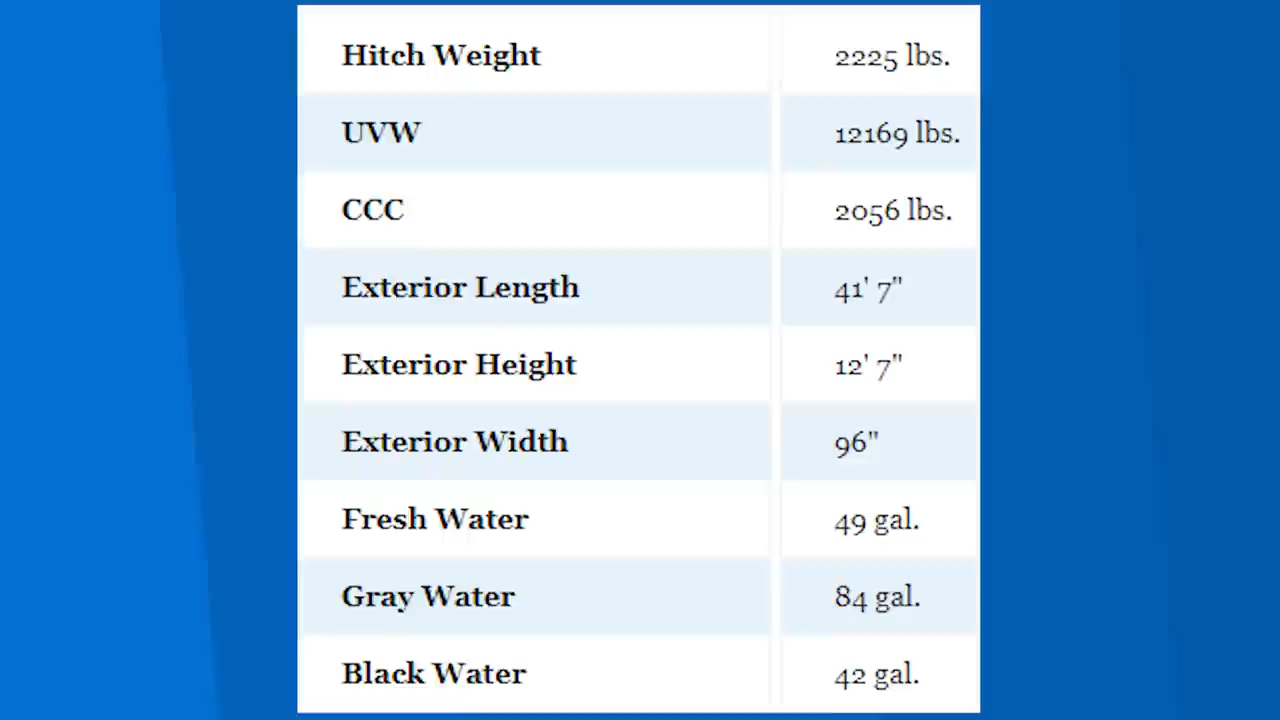 Hitch Weight 2225 lbs.
UVW 12169 lbs.
CCC 2056 lbs.
Exterior Length 41' 7"
Exterior Height 12' 7"
Exterior Width 96"
Fresh Water 49 gal.
Gray Water 84 gal.
Black Water 42 gal.